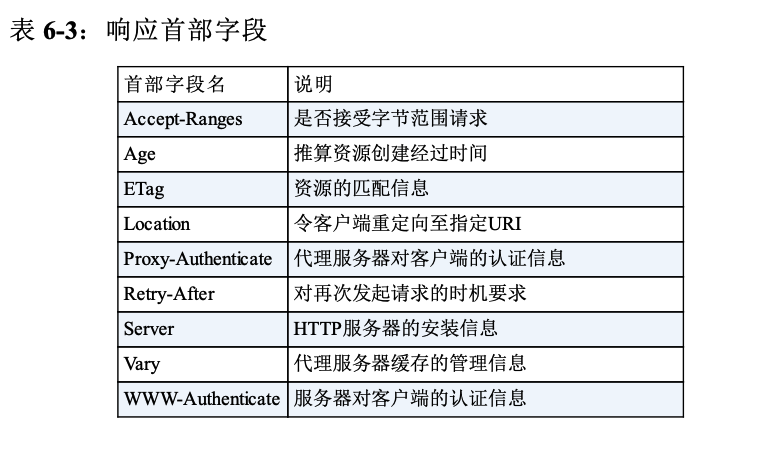 表 6-3：响应首部字段
首部字段名 说明
Accept-Ranges 是否接受字节范围请求
Age 推算资源创建经过时间
ETag 资源的匹配信息
Location 令客户端重定向至指定URI
Proxy-Authenticate 代理服务器对客户端的认证信息
Retry-After 对再次发起请求的时机要求
Server HTTP服务器的安装信息
Vary 代理服务器缓存的管理信息
WWW-Authenticate 服务器对客户端的认证信息